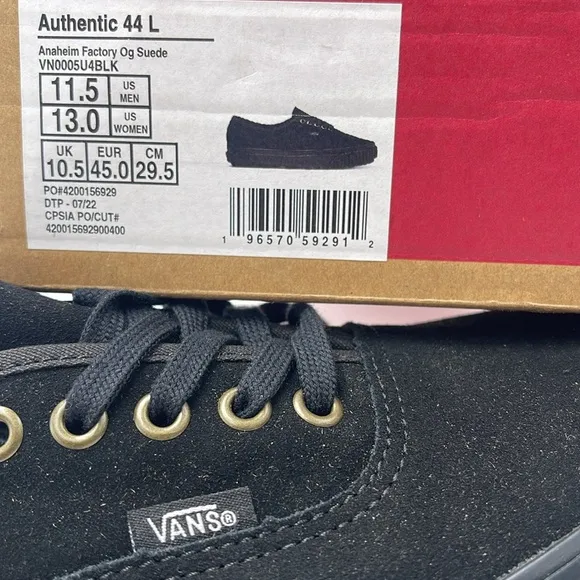 Authentic 44 L
Anaheim Factory Og Suede
VN0005U4BLK
11.5 US MEN
13.0 US WOMEN
UK EUR CM
10.5 45.0 29.5
PO#4200156929
DTP - 07/22
CPSIA PO/CUT#
420015692900400
1 96570 59291 2
VANS®